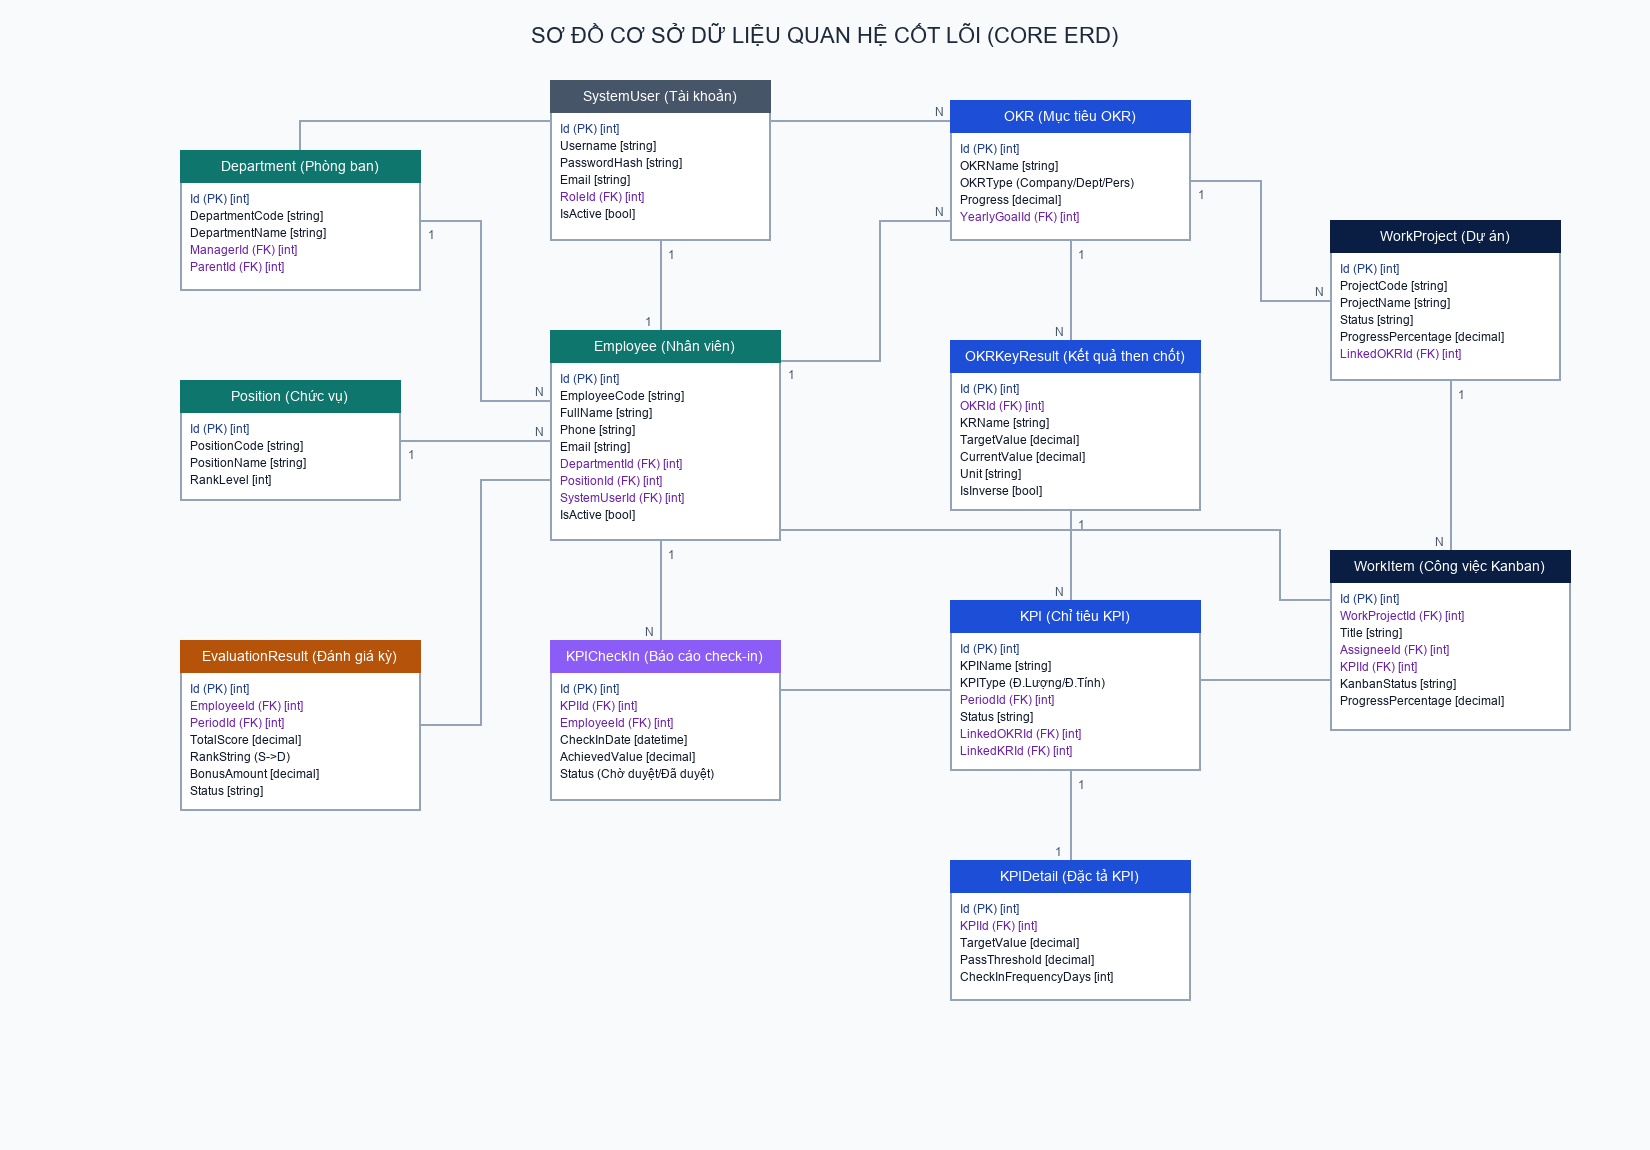 SƠ ĐỒ CƠ SỞ DỮ LIỆU QUAN HỆ CỐT LÕI (CORE ERD)
SystemUser (Tài khoản)
Id (PK) [int]
Username [string]
PasswordHash [string]
Email [string]
RoleId (FK) [int]
IsActive [bool]
N
OKR (Mục tiêu OKR)
Id (PK) [int]
OKRName [string]
OKRType (Company/Dept/Pers)
Progress [decimal]
YearlyGoalId (FK) [int]
N
1
1
1
Department (Phòng ban)
Id (PK) [int]
DepartmentCode [string]
DepartmentName [string]
ManagerId (FK) [int]
ParentId (FK) [int]
1
WorkProject (Dự án)
Id (PK) [int]
ProjectCode [string]
ProjectName [string]
Status [string]
ProgressPercentage [decimal]
LinkedOKRId (FK) [int]
N
1
1
Employee (Nhân viên)
Id (PK) [int]
EmployeeCode [string]
FullName [string]
Phone [string]
Email [string]
DepartmentId (FK) [int]
PositionId (FK) [int]
SystemUserId (FK) [int]
IsActive [bool]
1
N
N
1
N
OKRKeyResult (Kết quả then chốt)
Id (PK) [int]
OKRId (FK) [int]
KRName [string]
TargetValue [decimal]
CurrentValue [decimal]
Unit [string]
IsInverse [bool]
1
Position (Chức vụ)
Id (PK) [int]
PositionCode [string]
PositionName [string]
RankLevel [int]
1
N
WorkItem (Công việc Kanban)
Id (PK) [int]
WorkProjectId (FK) [int]
Title [string]
AssigneeId (FK) [int]
KPIId (FK) [int]
KanbanStatus [string]
ProgressPercentage [decimal]
N
KPI (Chỉ tiêu KPI)
Id (PK) [int]
KPIName [string]
KPIType (Đ.Lượng/Đ.Tính)
PeriodId (FK) [int]
Status [string]
LinkedOKRId (FK) [int]
LinkedKRId (FK) [int]
1
EvaluationResult (Đánh giá kỳ)
Id (PK) [int]
EmployeeId (FK) [int]
PeriodId (FK) [int]
TotalScore [decimal]
RankString (S->D)
BonusAmount [decimal]
Status [string]
N
KPICheckIn (Báo cáo check-in)
Id (PK) [int]
KPIId (FK) [int]
EmployeeId (FK) [int]
CheckInDate [datetime]
AchievedValue [decimal]
Status (Chờ duyệt/Đã duyệt)
1
KPIDetail (Đặc tả KPI)
Id (PK) [int]
KPIId (FK) [int]
TargetValue [decimal]
PassThreshold [decimal]
CheckInFrequencyDays [int]